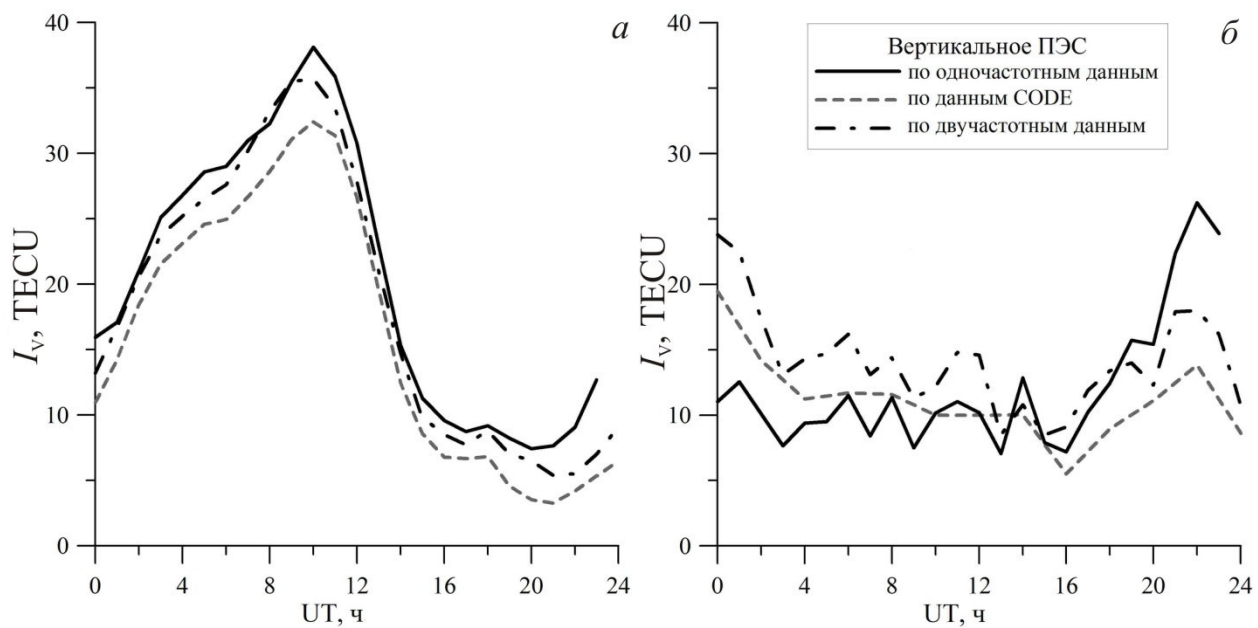 а
40
30
20
10
0
I_v, TECU
0 4 8 12 16 20 24
UT, ч
б
Вертикальное ПЭС
по одночастотным данным
по данным CODE
по двучастотным данным
40
30
20
10
0
I_v, TECU
0 4 8 12 16 20 24
UT, ч